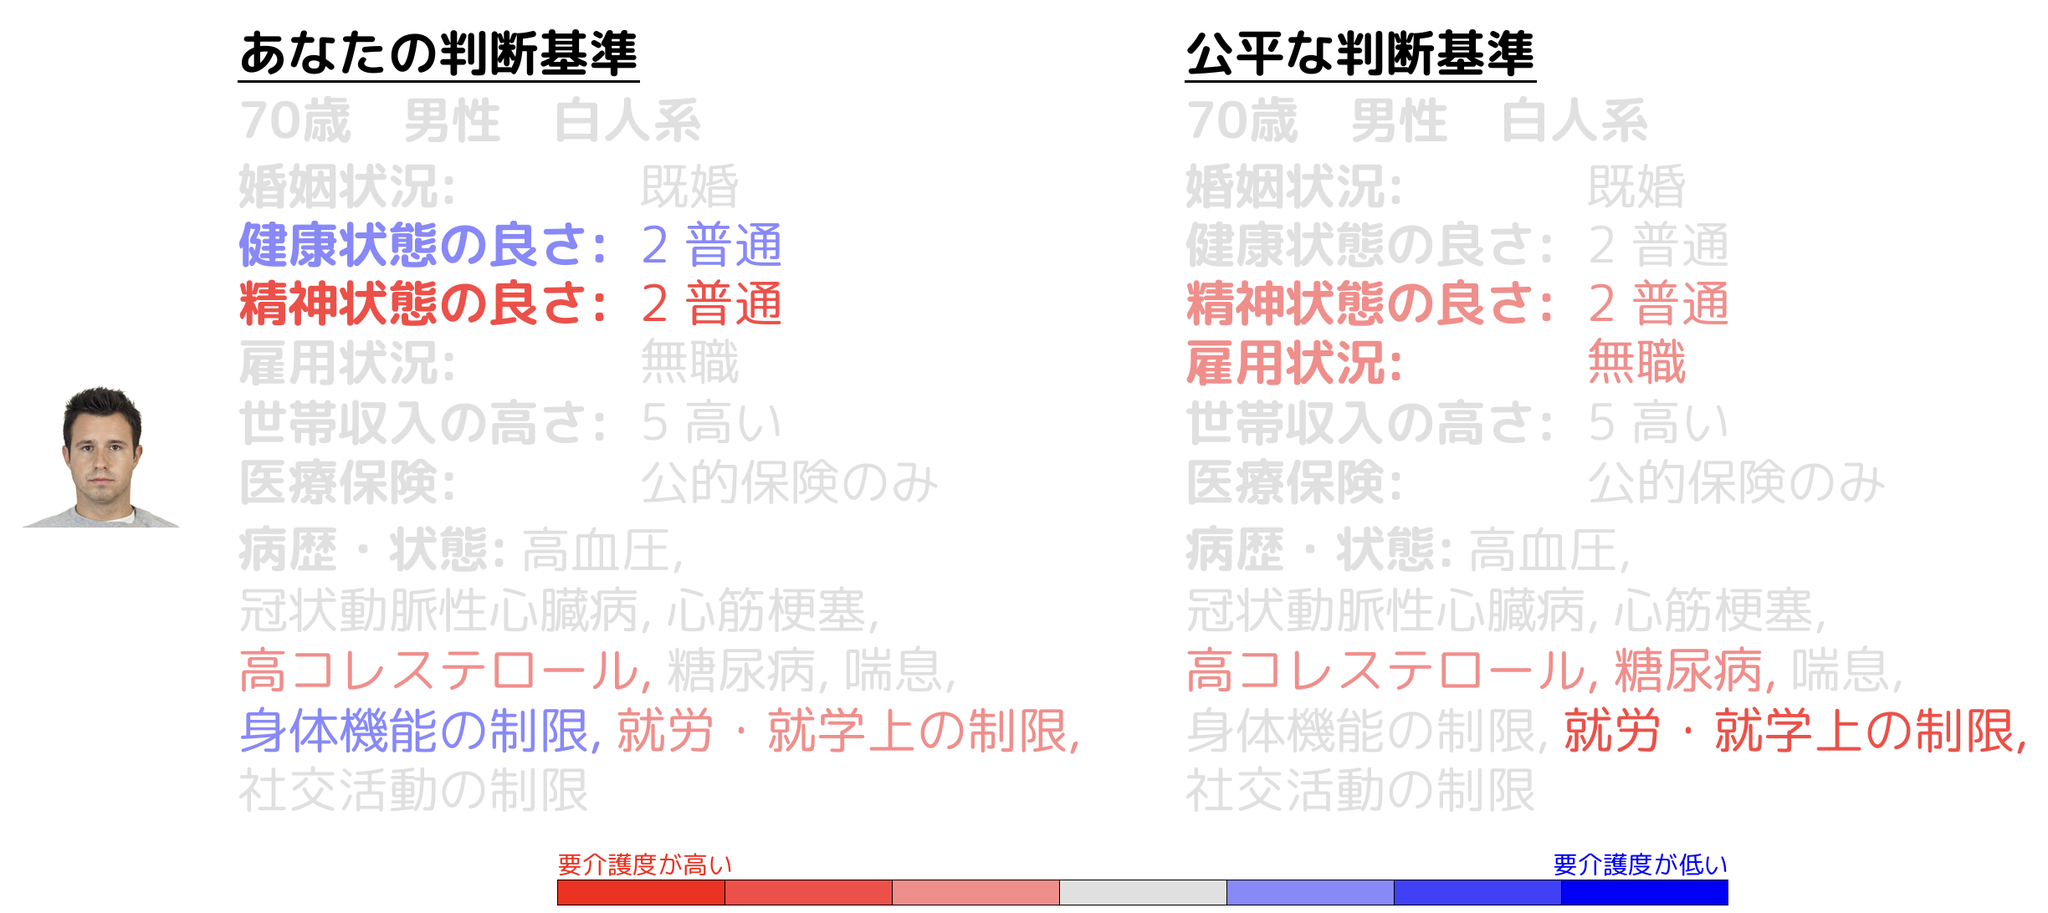 あなたの判断基準
70歳　男性　白人系
婚姻状況: 既婚
健康状態の良さ: 2 普通
精神状態の良さ: 2 普通
雇用状況: 無職
世帯収入の高さ: 5 高い
医療保険: 公的保険のみ
病歴・状態: 高血圧,
冠状動脈性心臓病, 心筋梗塞,
高コレステロール, 糖尿病, 喘息,
身体機能の制限, 就労・就学上の制限,
社交活動の制限
公平な判断基準
70歳　男性　白人系
婚姻状況: 既婚
健康状態の良さ: 2 普通
精神状態の良さ: 2 普通
雇用状況: 無職
世帯収入の高さ: 5 高い
医療保険: 公的保険のみ
病歴・状態: 高血圧,
冠状動脈性心臓病, 心筋梗塞,
高コレステロール, 糖尿病, 喘息,
身体機能の制限, 就労・就学上の制限,
社交活動の制限
要介護度が高い
要介護度が低い